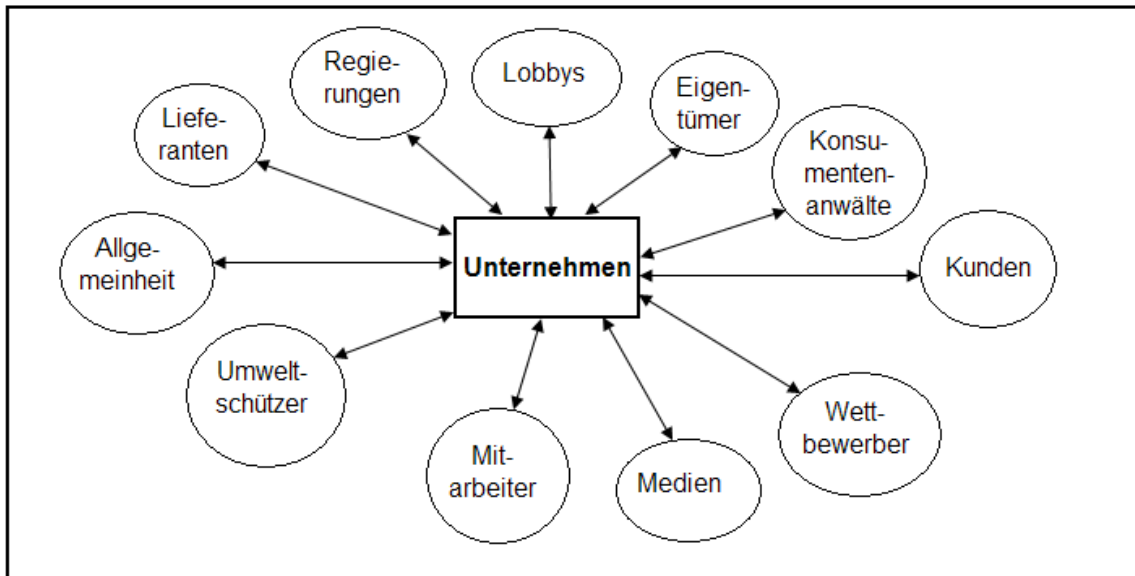 Regie-
rungen
Lobbys
Eigen-
tümer
Liefe-
ranten
Konsu-
menten-
anwälte
Allge-
meinheit
Unternehmen
Kunden
Umwelt-
schützer
Mit-
arbeiter
Medien
Wett-
bewerber